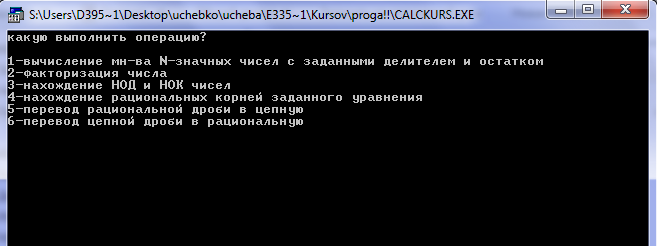 S:\Users\D395~1\Desktop\uchebko\ucheba\E335~1\Kursov\proga!!\CALCKURS.EXE
какую выполнить операцию?
1-вычисление мн-ва N-значных чисел с заданными делителем и остатком
2-факторизация числа
3-нахождение НОД и НОК чисел
4-нахождение рациональных корней заданного уравнения
5-перевод рациональной дроби в цепную
6-перевод цепной дроби в рациональную